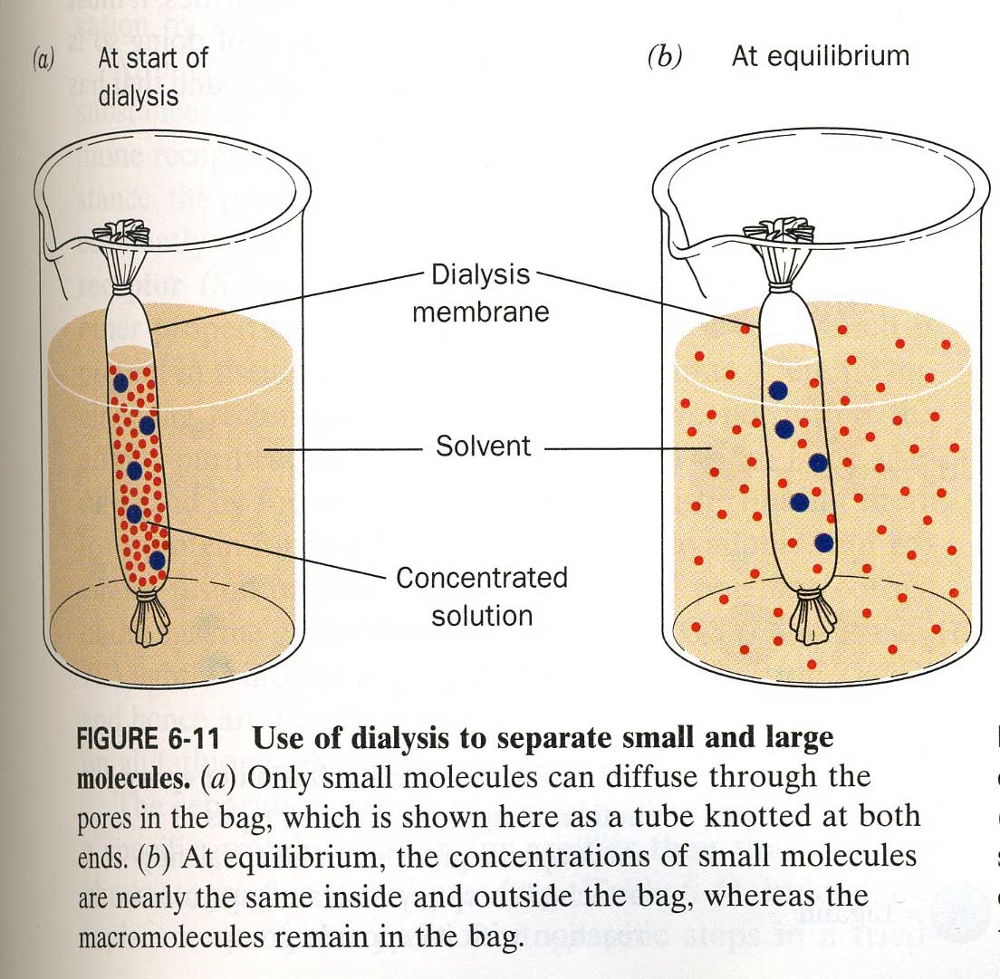 (a) At start of
dialysis
(b) At equilibrium
Dialysis
membrane
Solvent
Concentrated
solution
FIGURE 6-11 Use of dialysis to separate small and large
molecules. (a) Only small molecules can diffuse through the
pores in the bag, which is shown here as a tube knotted at both
ends. (b) At equilibrium, the concentrations of small molecules
are nearly the same inside and outside the bag, whereas the
macromolecules remain in the bag.